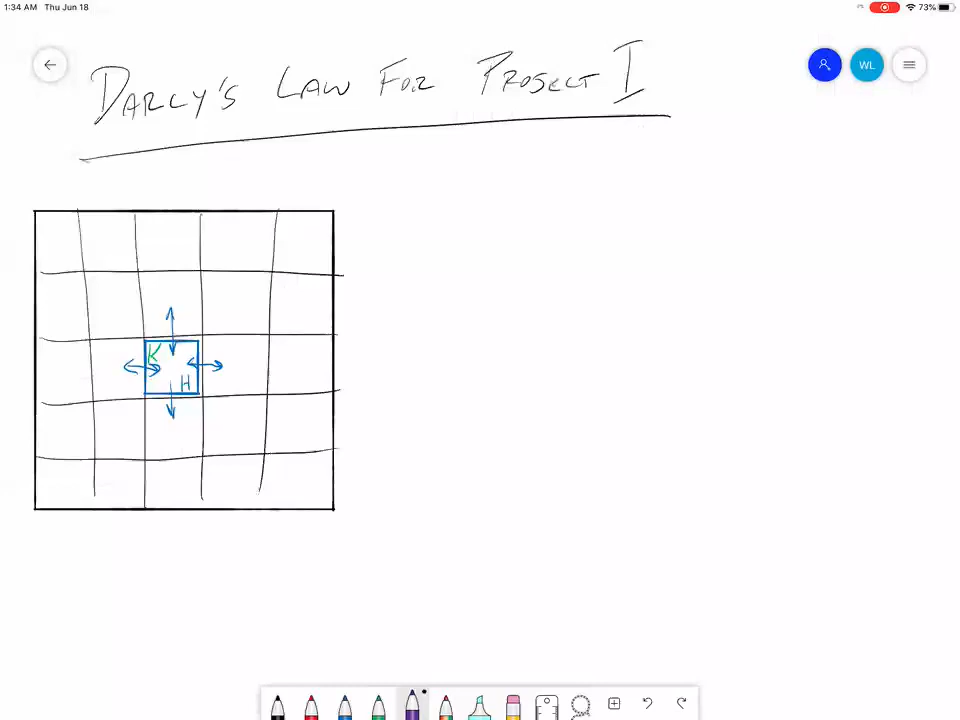 1:34 AM Thu Jun 18
73%
WL
DARCY'S LAW FOR PROJECT I
K
H